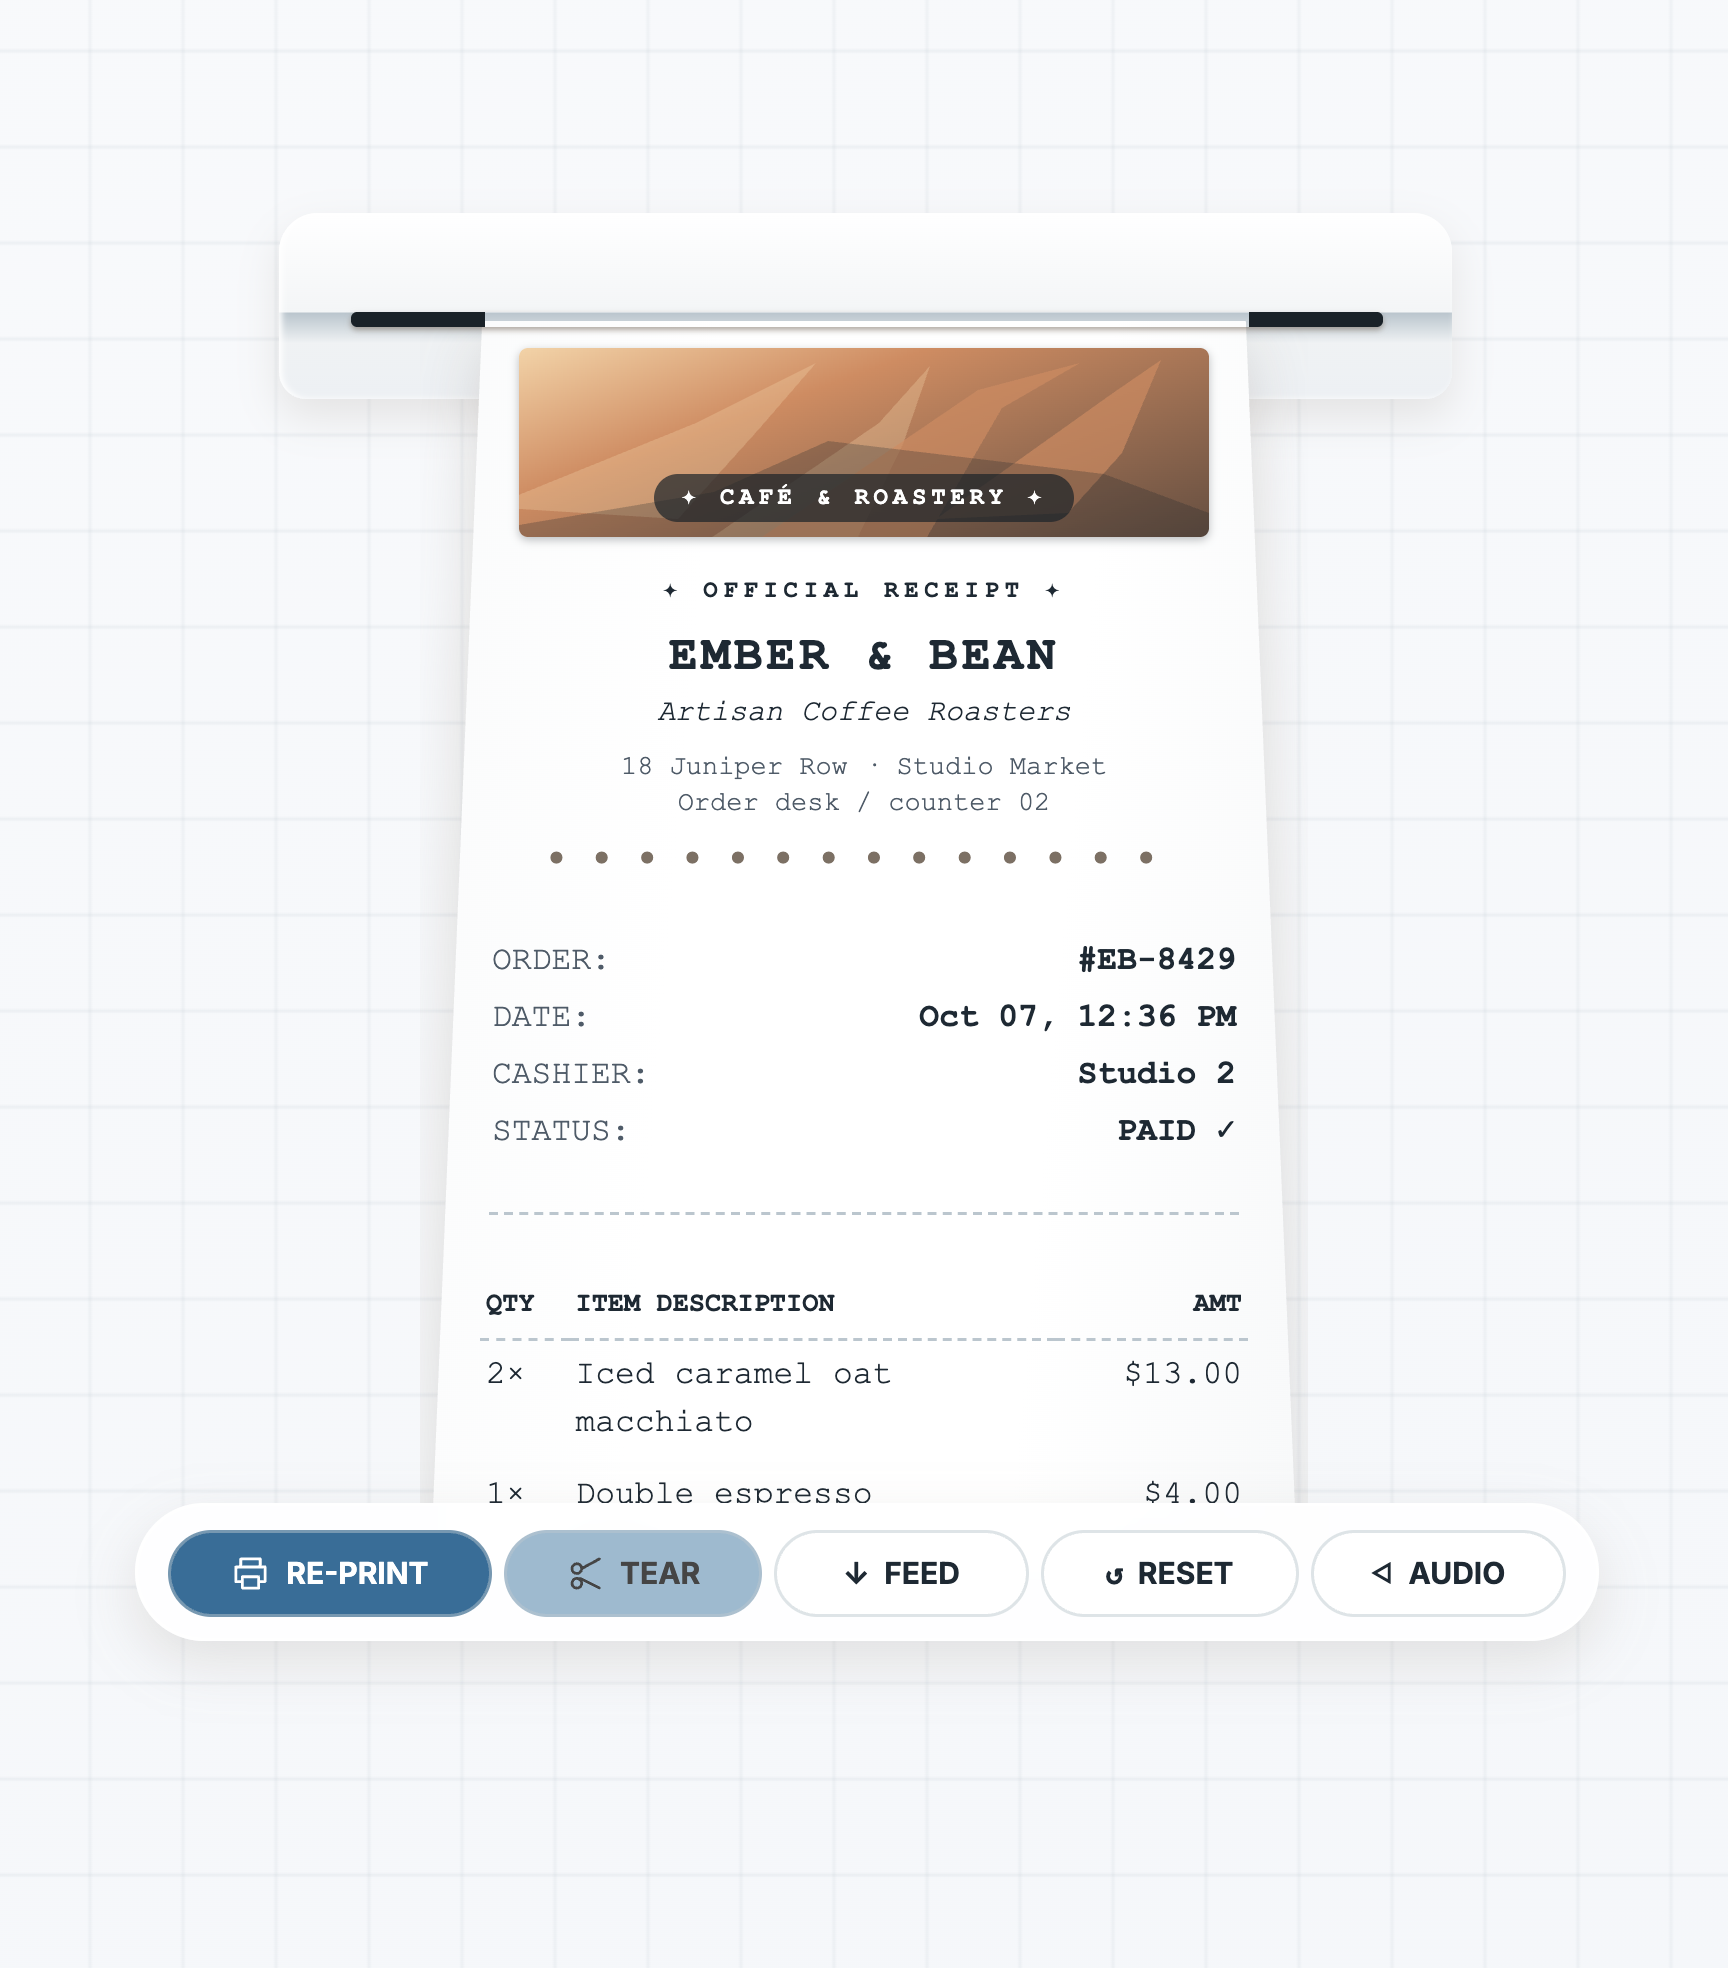 ✦ CAFÉ & ROASTERY ✦
✦ OFFICIAL RECEIPT ✦
EMBER & BEAN
Artisan Coffee Roasters
18 Juniper Row · Studio Market
Order desk / counter 02
ORDER: #EB-8429
DATE: Oct 07, 12:36 PM
CASHIER: Studio 2
STATUS: PAID ✓
QTY ITEM DESCRIPTION AMT
2× Iced caramel oat $13.00
macchiato
1× Double espresso $4.00
RE-PRINT TEAR ↓ FEED ↺ RESET AUDIO